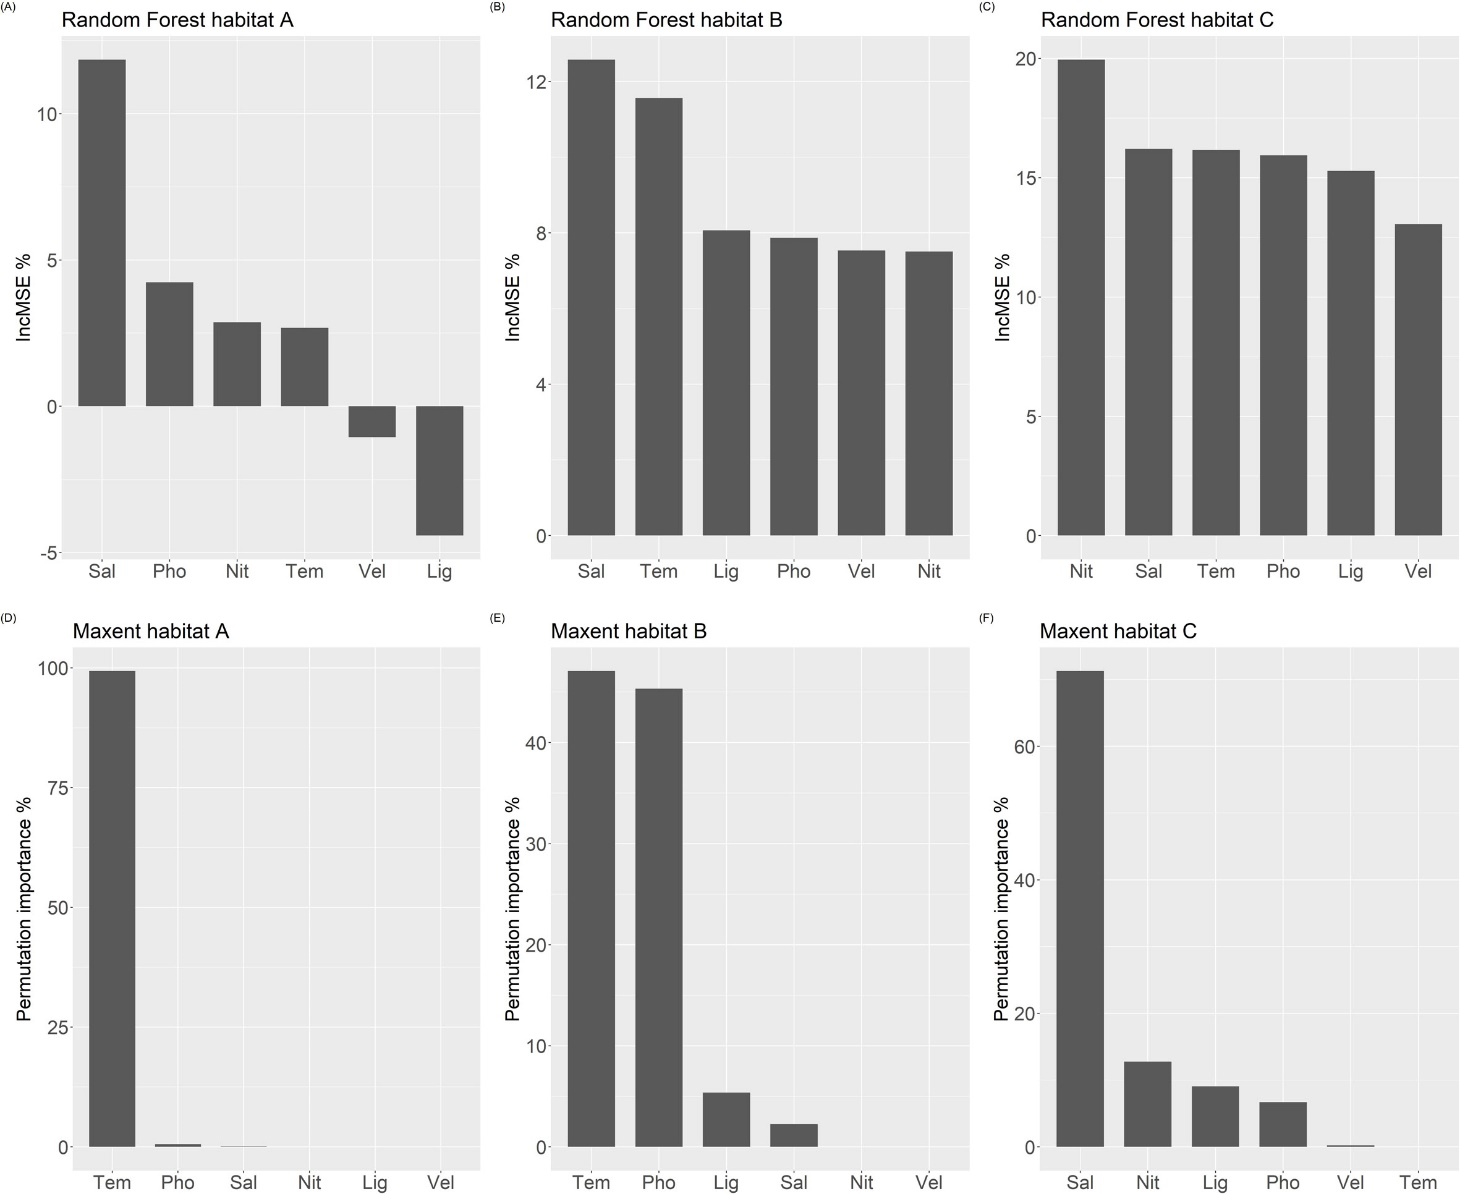 (A)
Random Forest habitat A
IncMSE %
10
5
0
-5
Sal Pho Nit Tem Vel Lig
(B)
Random Forest habitat B
IncMSE %
12
8
4
0
Sal Tem Lig Pho Vel Nit
(C)
Random Forest habitat C
IncMSE %
20
15
10
5
0
Nit Sal Tem Pho Lig Vel
(D)
Maxent habitat A
Permutation importance %
100
75
50
25
0
Tem Pho Sal Nit Lig Vel
(E)
Maxent habitat B
Permutation importance %
40
30
20
10
0
Tem Pho Lig Sal Nit Vel
(F)
Maxent habitat C
Permutation importance %
60
40
20
0
Sal Nit Lig Pho Vel Tem